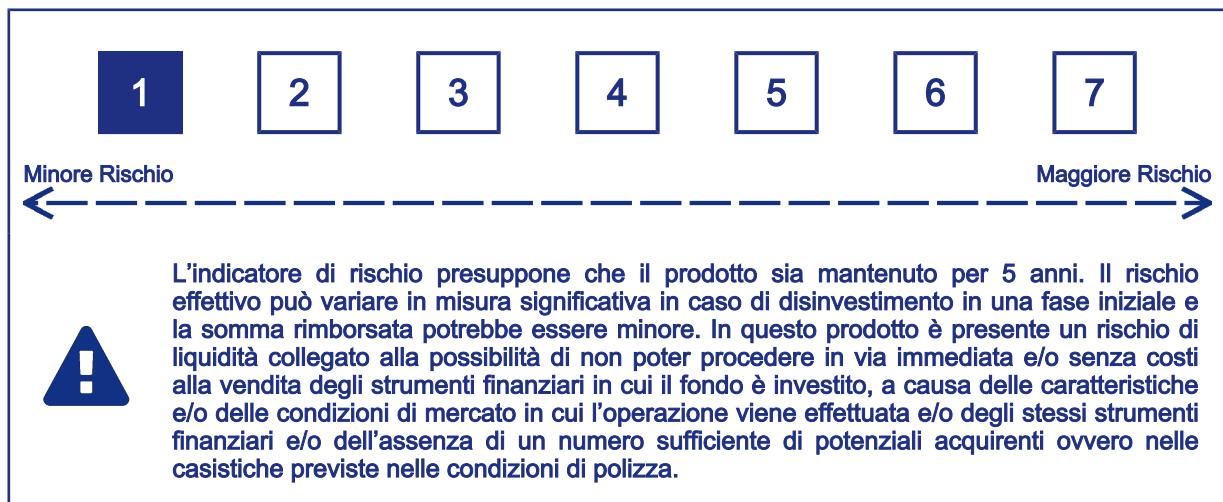 1 2 3 4 5 6 7
Minore Rischio Maggiore Rischio
L'indicatore di rischio presuppone che il prodotto sia mantenuto per 5 anni. Il rischio
effettivo può variare in misura significativa in caso di disinvestimento in una fase iniziale e
la somma rimborsata potrebbe essere minore. In questo prodotto è presente un rischio di
liquidità collegato alla possibilità di non poter procedere in via immediata e/o senza costi
alla vendita degli strumenti finanziari in cui il fondo è investito, a causa delle caratteristiche
e/o delle condizioni di mercato in cui l'operazione viene effettuata e/o degli stessi strumenti
finanziari e/o dell'assenza di un numero sufficiente di potenziali acquirenti ovvero nelle
casistiche previste nelle condizioni di polizza.